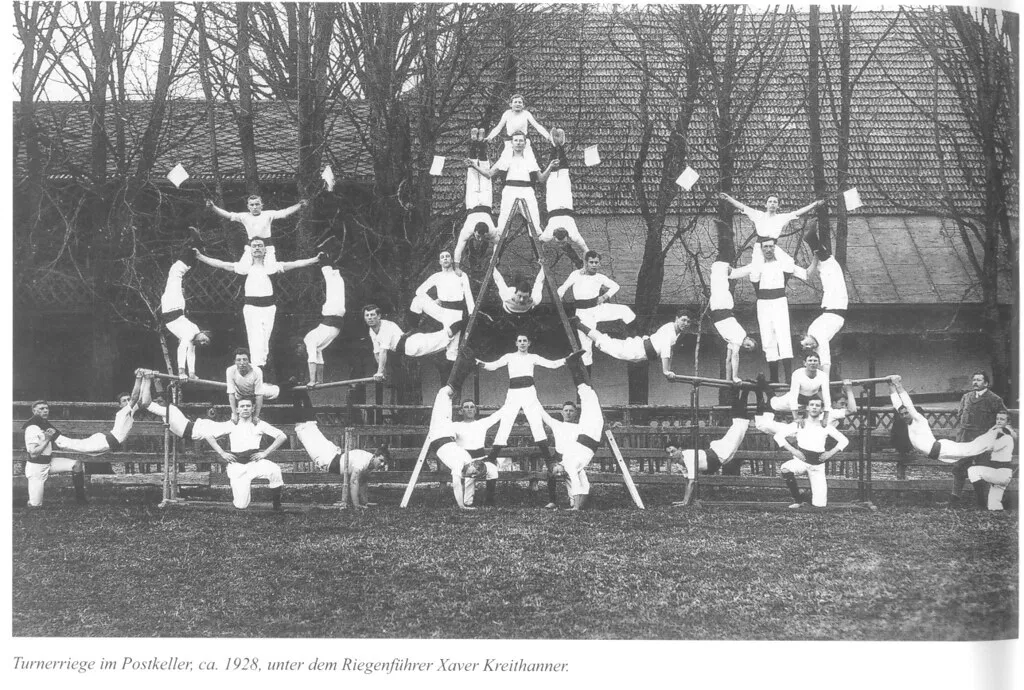 Turnerriege im Postkeller, ca. 1928, unter dem Riegenführer Xaver Kreithanner.